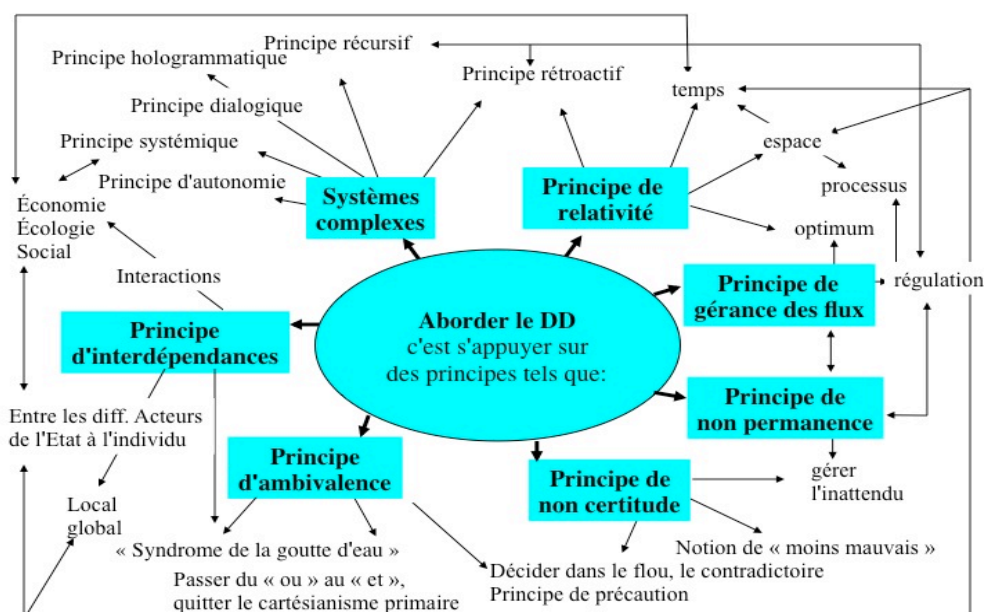 Principe récursif
Principe hologrammatique
Principe rétroactif
temps
Principe dialogique
Principe systémique
espace
Principe d'autonomie
Systèmes
complexes
Principe de
relativité
processus
Économie
Écologie
Social
optimum
Interactions
Principe de
gérance des flux
régulation
Aborder le DD
c'est s'appuyer sur
des principes tels que:
Principe
d'interdépendances
Principe de
non permanence
Entre les diff. Acteurs
de l'Etat à l'individu
Principe
d'ambivalence
Principe de
non certitude
gérer
l'inattendu
Local
global
« Syndrome de la goutte d'eau »
Notion de « moins mauvais »
Passer du « ou » au « et »,
quitter le cartésianisme primaire
Décider dans le flou, le contradictoire
Principe de précaution